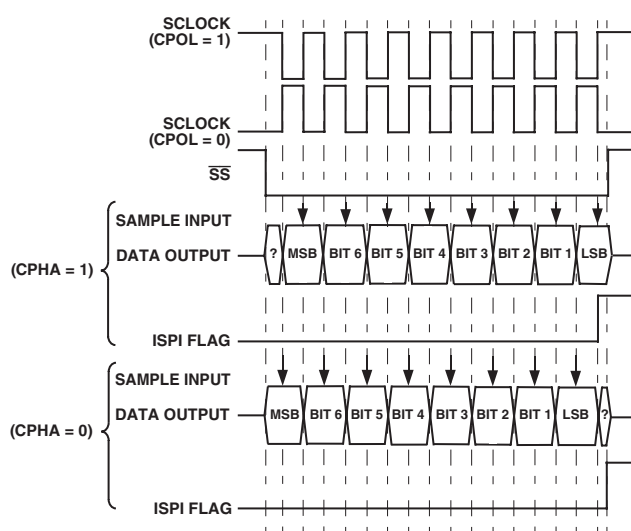 SCLOCK
(CPOL = 1)
SCLOCK
(CPOL = 0)
SS
(CPHA = 1)
SAMPLE INPUT
DATA OUTPUT
? MSB BIT 6 BIT 5 BIT 4 BIT 3 BIT 2 BIT 1 LSB
ISPI FLAG
(CPHA = 0)
SAMPLE INPUT
DATA OUTPUT
MSB BIT 6 BIT 5 BIT 4 BIT 3 BIT 2 BIT 1 LSB ?
ISPI FLAG